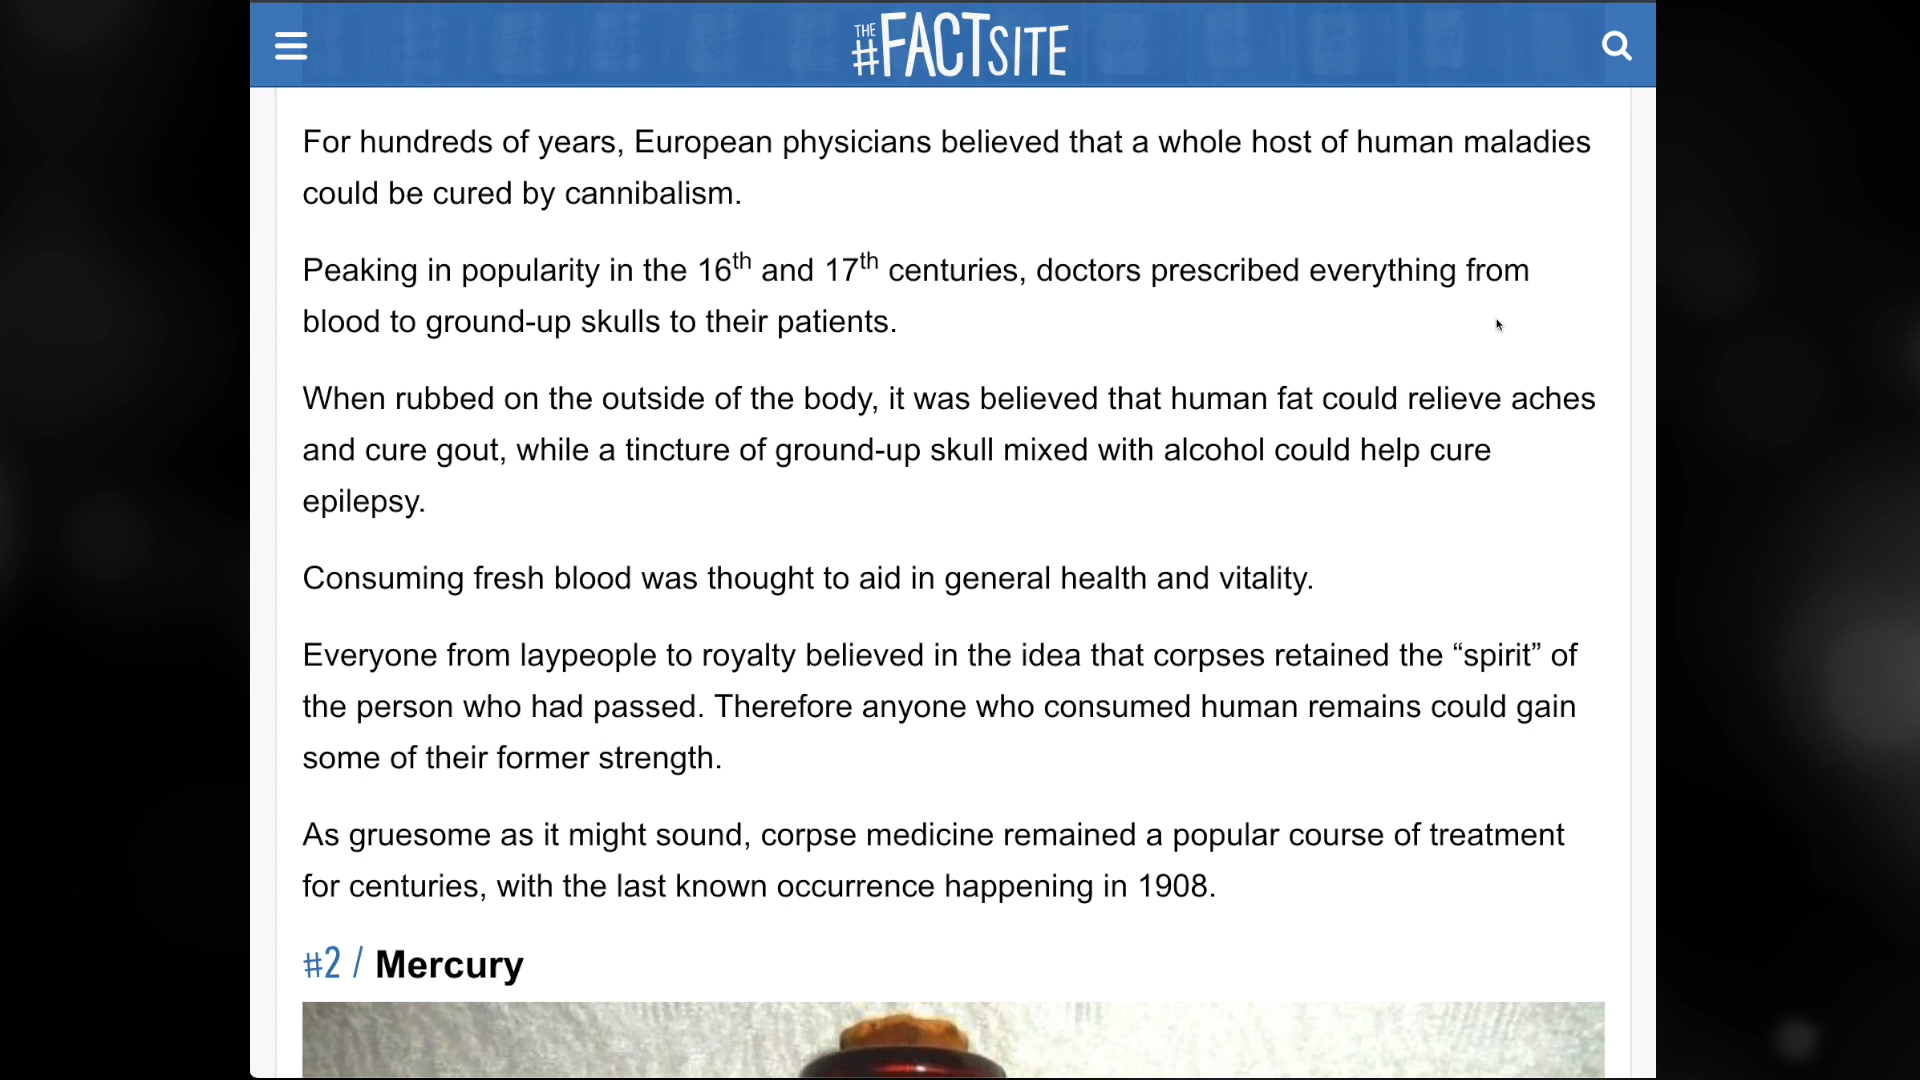 THE #FACTSITE
For hundreds of years, European physicians believed that a whole host of human maladies
could be cured by cannibalism.
Peaking in popularity in the 16th and 17th centuries, doctors prescribed everything from
blood to ground-up skulls to their patients.
When rubbed on the outside of the body, it was believed that human fat could relieve aches
and cure gout, while a tincture of ground-up skull mixed with alcohol could help cure
epilepsy.
Consuming fresh blood was thought to aid in general health and vitality.
Everyone from laypeople to royalty believed in the idea that corpses retained the “spirit” of
the person who had passed. Therefore anyone who consumed human remains could gain
some of their former strength.
As gruesome as it might sound, corpse medicine remained a popular course of treatment
for centuries, with the last known occurrence happening in 1908.
#2 / Mercury